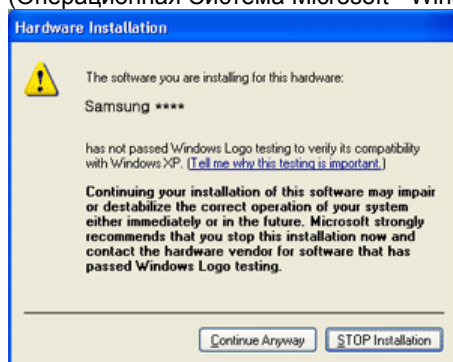 (Операционная Система Microsoft Win
Hardware Installation
The software you are installing for this hardware:
Samsung ****
has not passed Windows Logo testing to verify its compatibility
with Windows XP. (Tell me why this testing is important.)
Continuing your installation of this software may impair
or destabilize the correct operation of your system
either immediately or in the future. Microsoft strongly
recommends that you stop this installation now and
contact the hardware vendor for software that has
passed Windows Logo testing.
Continue Anyway STOP Installation